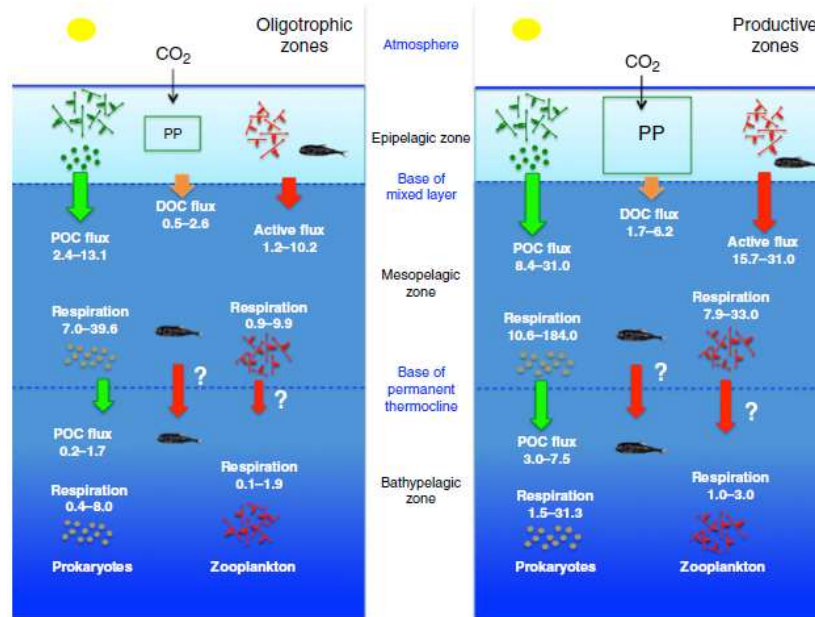 Oligotrophic
zones
CO2
PP
DOC flux
0.5–2.6
POC flux
2.4–13.1
Active flux
1.2–10.2
Respiration
7.0–39.6
Respiration
0.9–9.9
?
?
POC flux
0.2–1.7
Respiration
0.1–1.9
Respiration
0.4–8.0
Prokaryotes
Zooplankton
Atmosphere
Epipelagic zone
Base of
mixed layer
Mesopelagic
zone
Base of
permanent
thermocline
Bathypelagic
zone
Productive
zones
CO2
PP
DOC flux
1.7–6.2
POC flux
8.4–31.0
Active flux
15.7–31.0
Respiration
10.6–184.0
Respiration
7.9–33.0
?
?
POC flux
3.0–7.5
Respiration
1.0–3.0
Respiration
1.5–31.3
Prokaryotes
Zooplankton